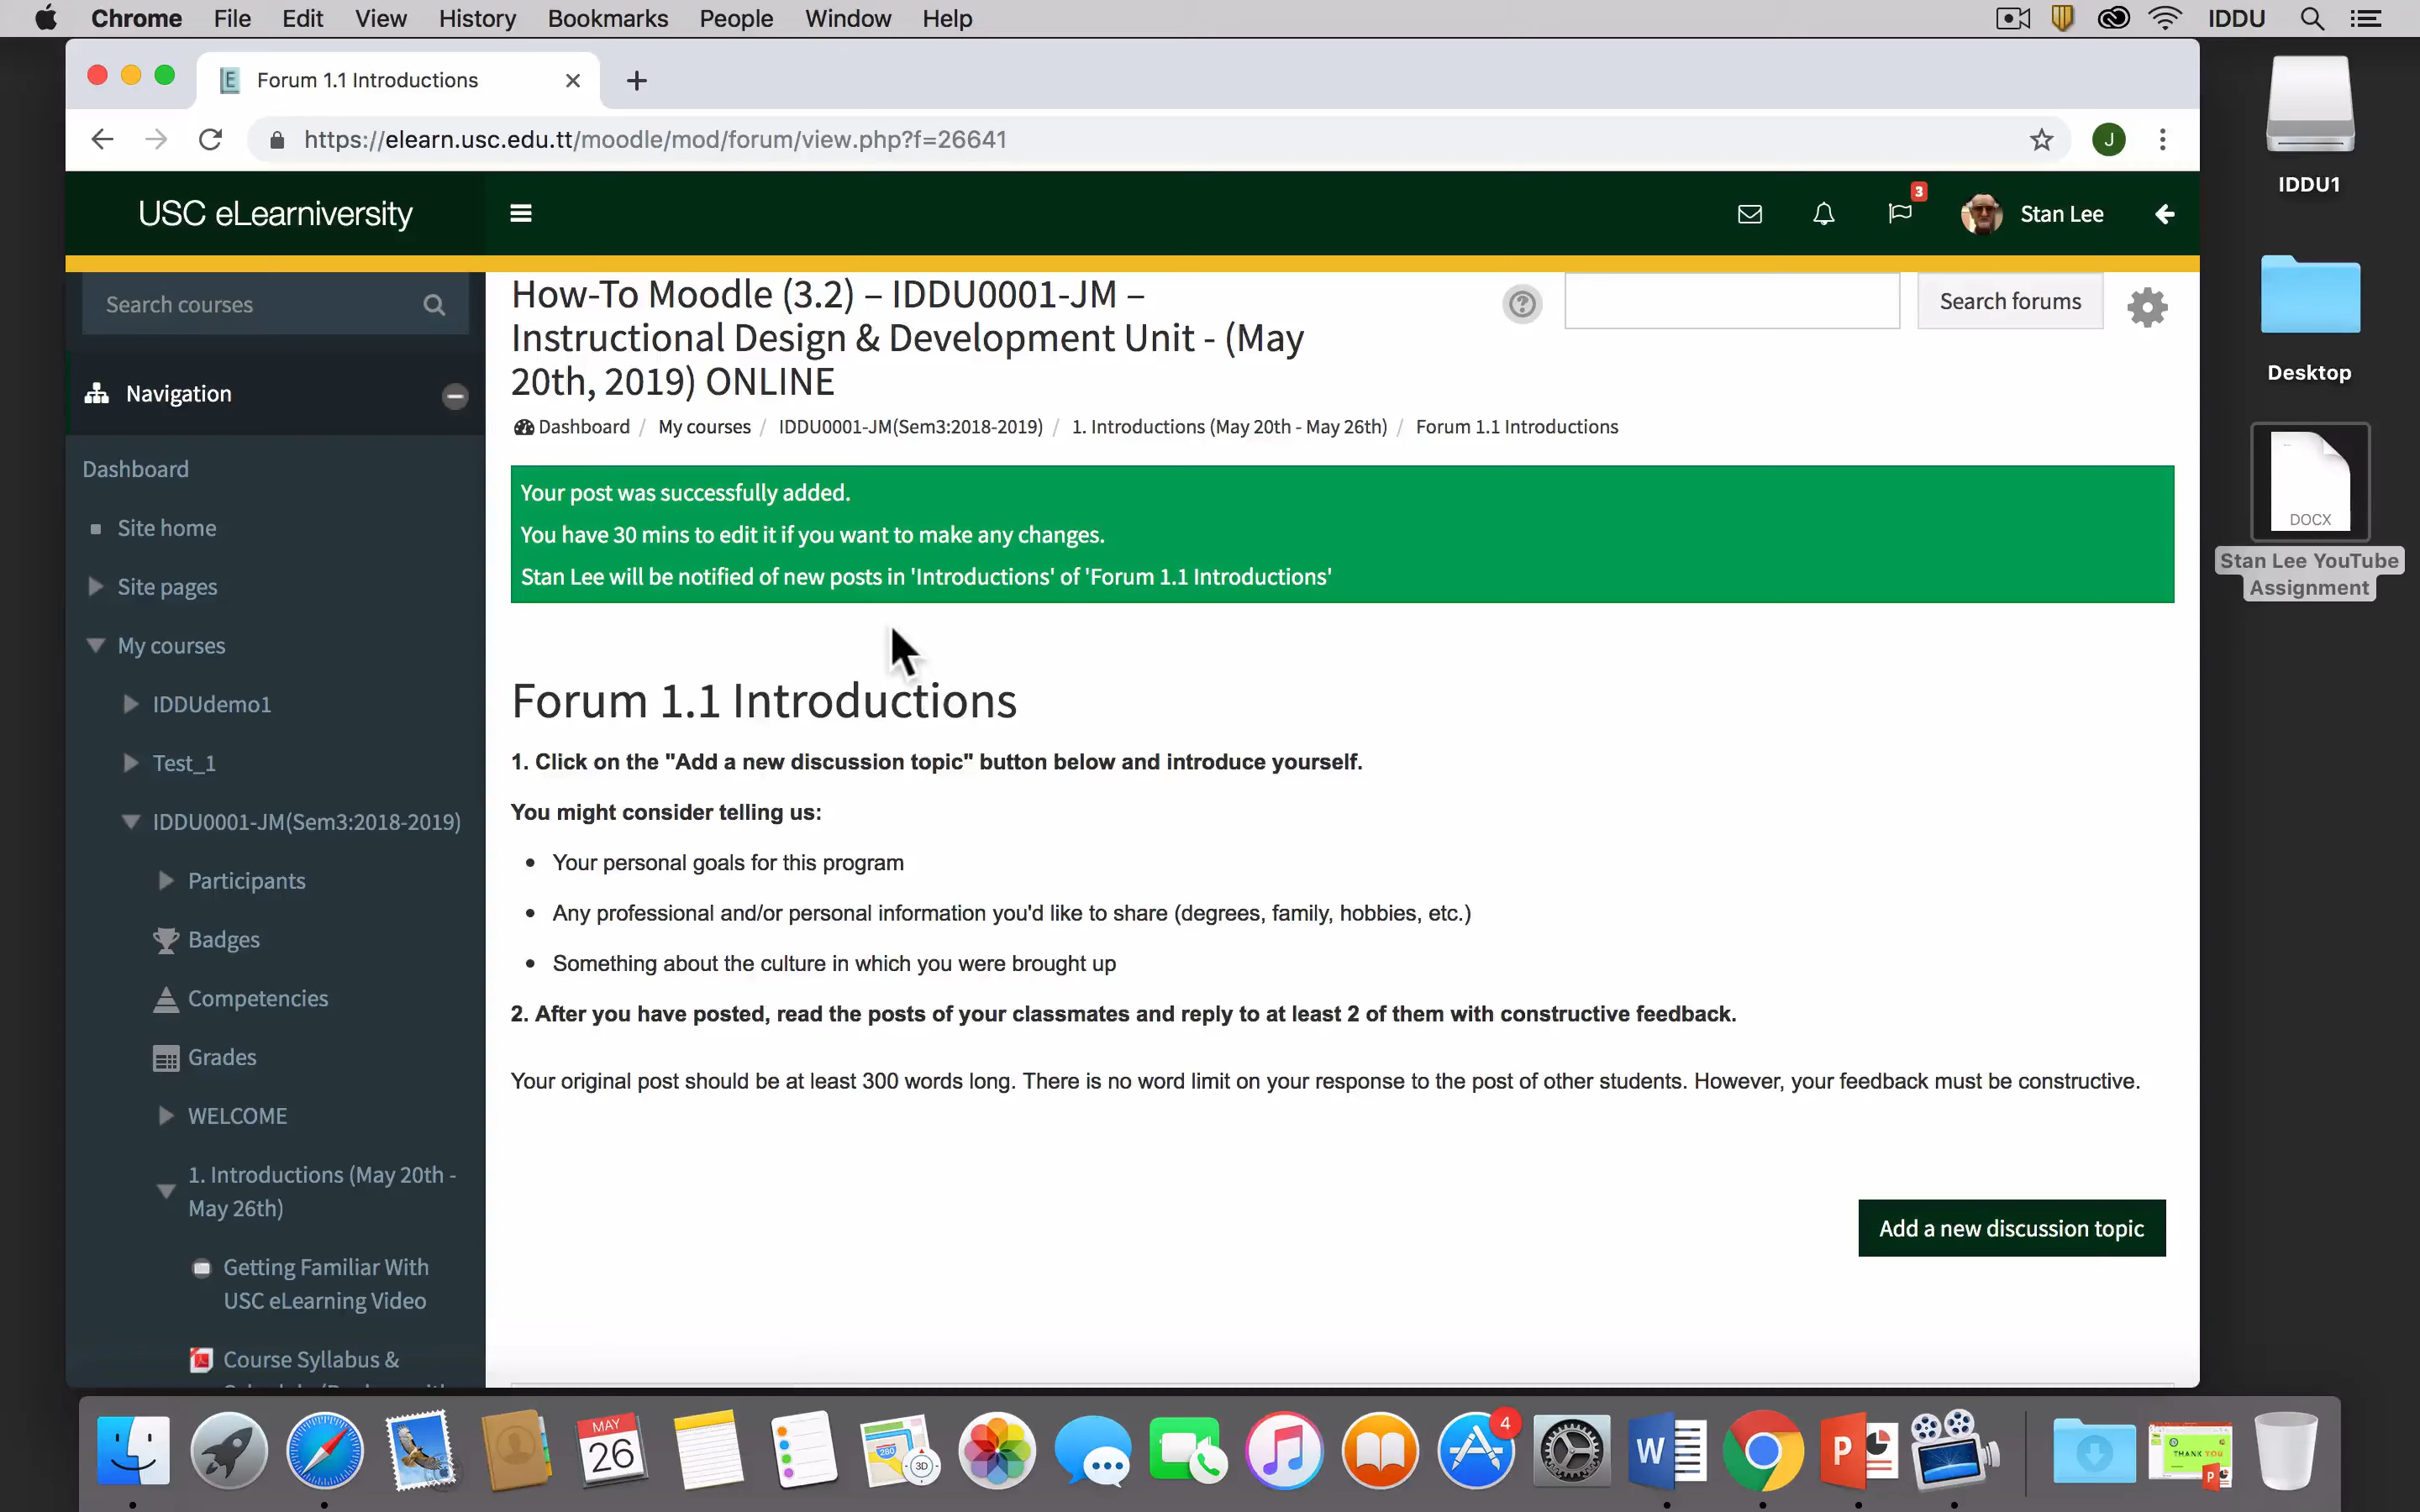 Chrome File Edit View History Bookmarks People Window Help IDDU
Forum 1.1 Introductions
https://elearn.usc.edu.tt/moodle/mod/forum/view.php?f=26641
J
USC eLearniversity
3
Stan Lee
Search courses
Navigation
Dashboard
Site home
Site pages
My courses
IDDUdemo1
Test_1
IDDU0001-JM(Sem3:2018-2019)
Participants
Badges
Competencies
Grades
WELCOME
1. Introductions (May 20th -
May 26th)
Getting Familiar With
USC eLearning Video
Course Syllabus &
How-To Moodle (3.2) – IDDU0001-JM –
Instructional Design & Development Unit - (May
20th, 2019) ONLINE
Search forums
Dashboard / My courses / IDDU0001-JM(Sem3:2018-2019) / 1. Introductions (May 20th - May 26th) / Forum 1.1 Introductions
Your post was successfully added.
You have 30 mins to edit it if you want to make any changes.
Stan Lee will be notified of new posts in 'Introductions' of 'Forum 1.1 Introductions'
Forum 1.1 Introductions
1. Click on the "Add a new discussion topic" button below and introduce yourself.
You might consider telling us:
• Your personal goals for this program
• Any professional and/or personal information you'd like to share (degrees, family, hobbies, etc.)
• Something about the culture in which you were brought up
2. After you have posted, read the posts of your classmates and reply to at least 2 of them with constructive feedback.
Your original post should be at least 300 words long. There is no word limit on your response to the post of other students. However, your feedback must be constructive.
Add a new discussion topic
IDDU1
Desktop
DOCX
Stan Lee YouTube
Assignment
MAY
26
280
3D
4
W
P
THANK YOU
P